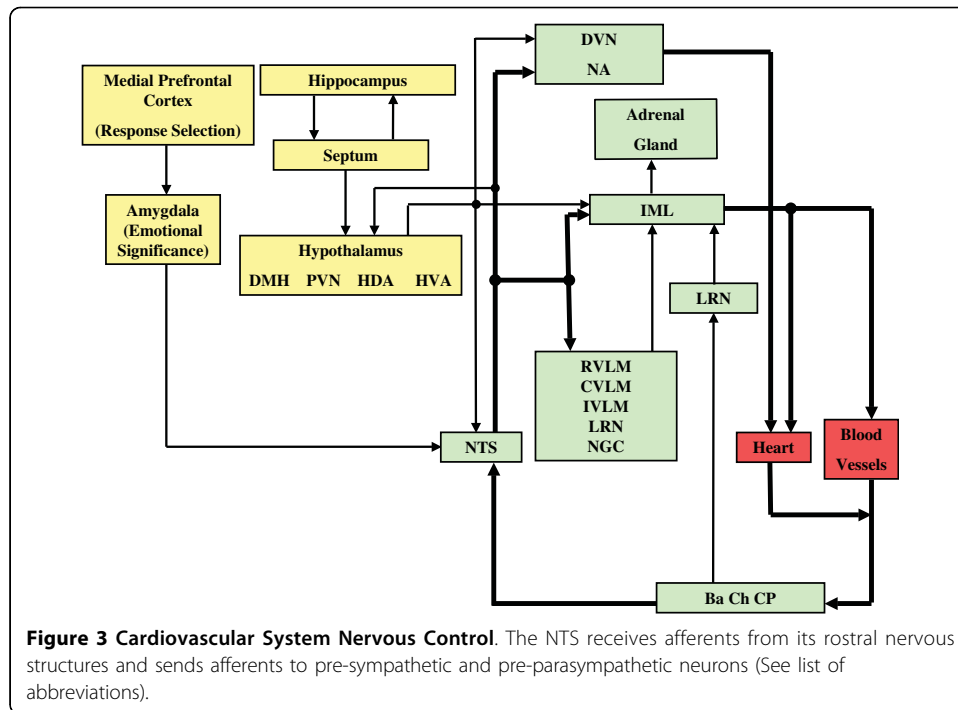 DVN
NA
Medial Prefrontal
Cortex
(Response Selection)
Hippocampus
Adrenal
Gland
Septum
Amygdala
(Emotional
Significance)
IML
Hypothalamus
DMH PVN HDA HVA
LRN
RVLM
CVLM
IVLM
LRN
NGC
NTS
Heart
Blood
Vessels
Ba Ch CP
Figure 3 Cardiovascular System Nervous Control. The NTS receives afferents from its rostral nervous
structures and sends afferents to pre-sympathetic and pre-parasympathetic neurons (See list of
abbreviations).